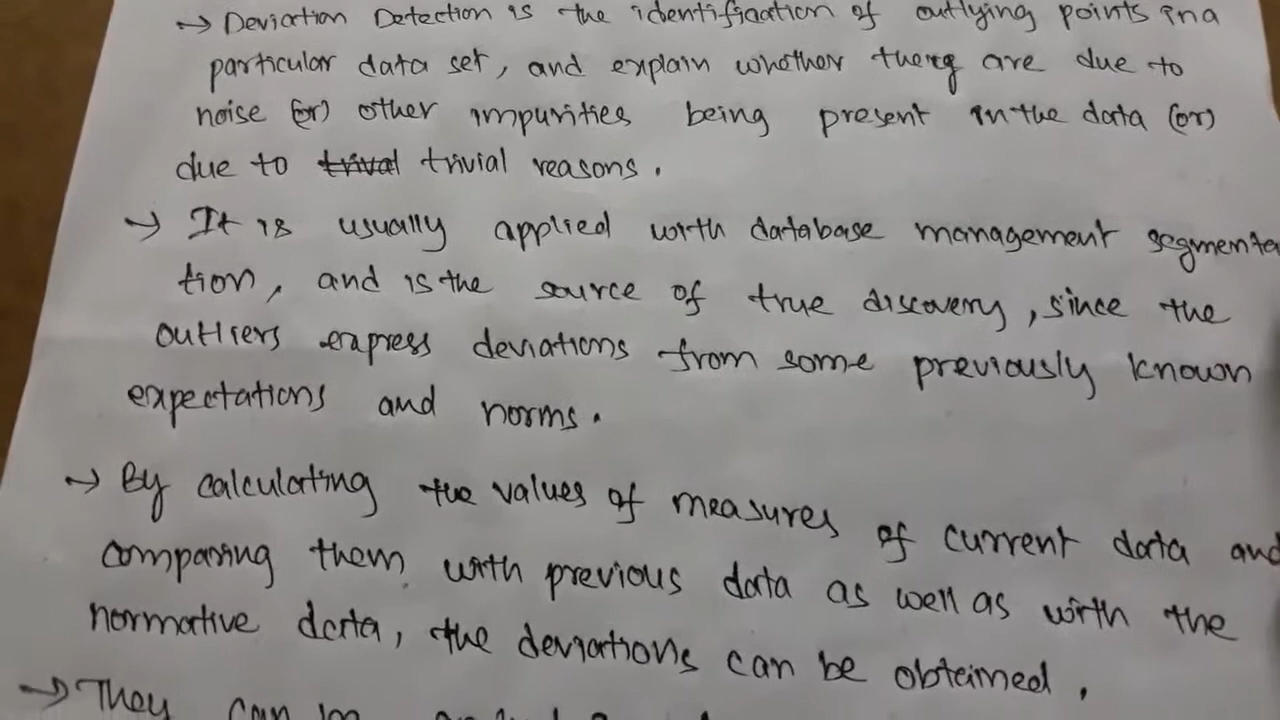 → Deviation Detection is the identification of outlying points in a
particular data set, and explain whether there are due to
noise (or) other impurities being present in the data (or)
due to trival trivial reasons.
→ It is usually applied with database management segmenta
tion, and is the source of true discovery, since the
outliers express deviations from some previously known
expectations and norms.
→ By calculating the values of measures of current data and
comparing them with previous data as well as with the
normative data, the deviations can be obtained.
→ They can